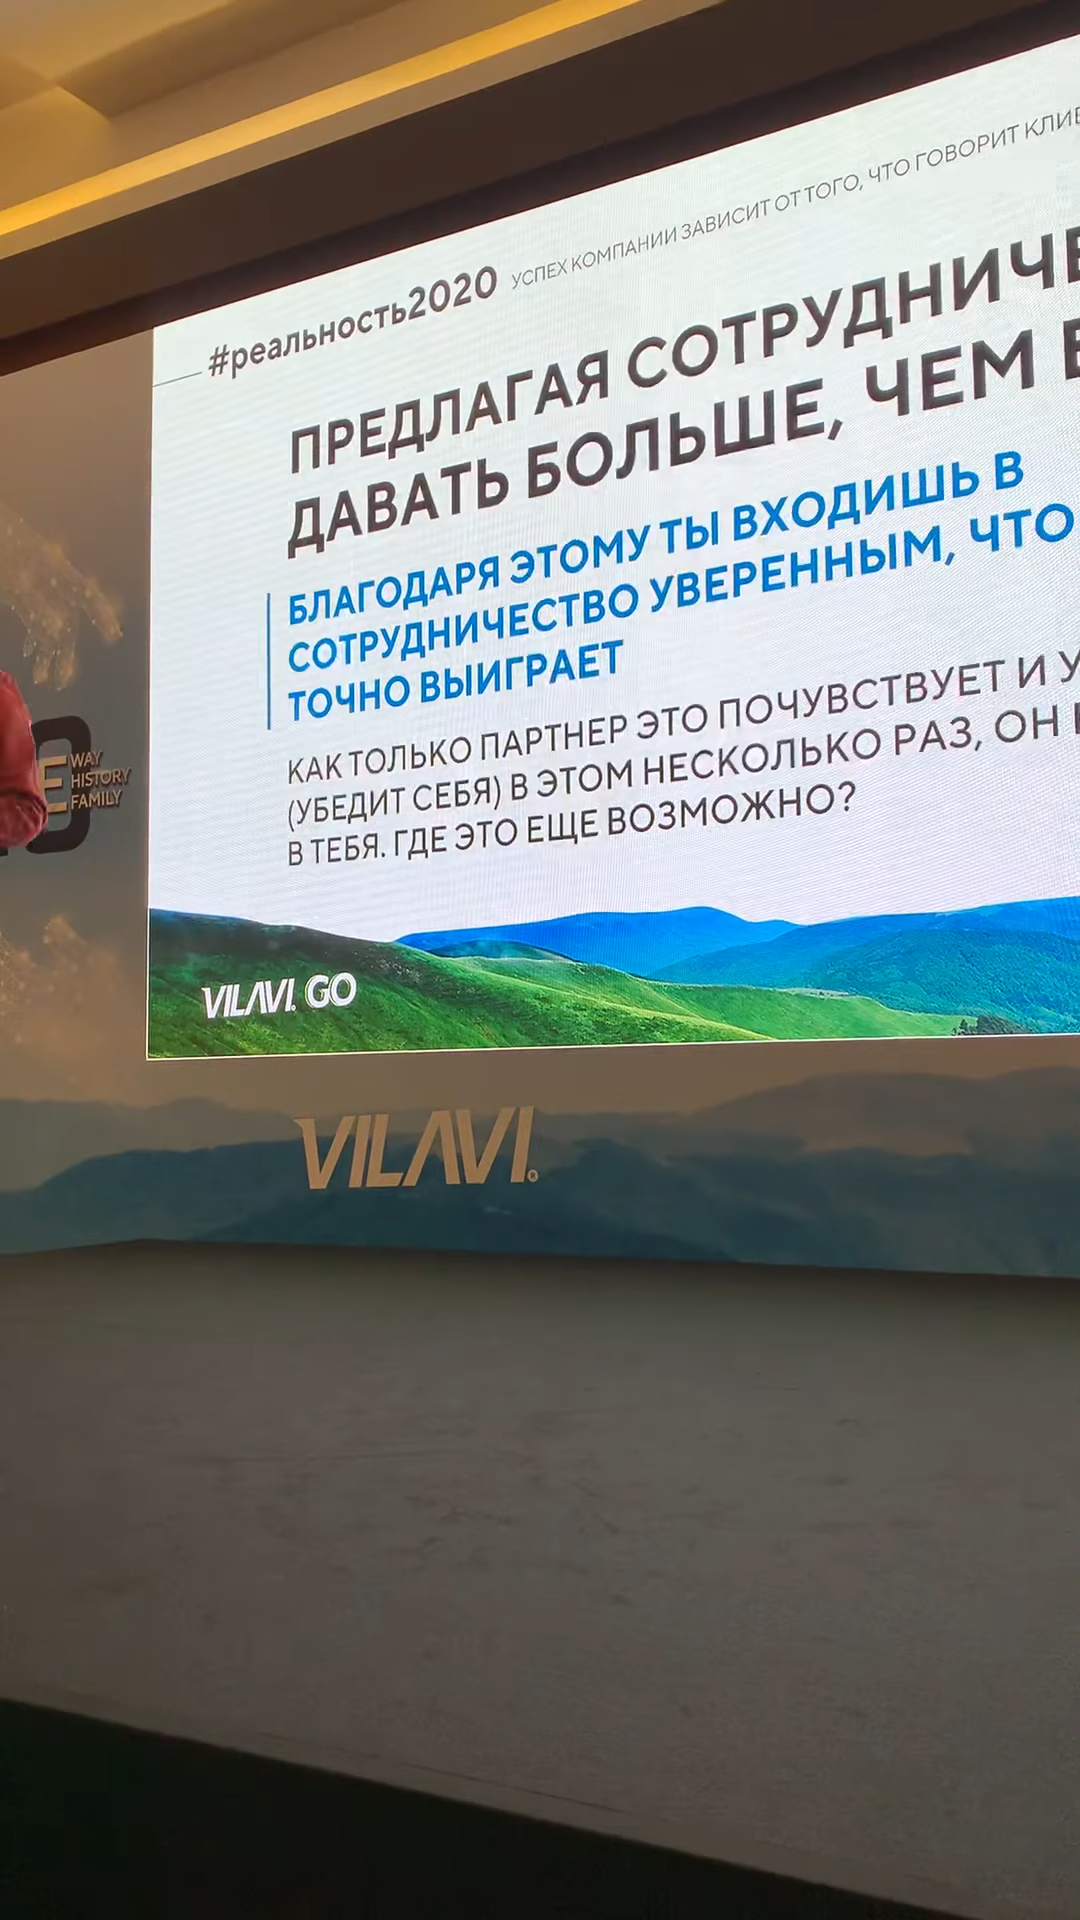 #реальность2020 УСПЕХ КОМПАНИИ ЗАВИСИТ ОТ ТОГО, ЧТО ГОВОРИТ
ПРЕДЛАГАЯ
ДАВАТЬ БОЛЬШЕ, ЧЕМ
БЛАГОДАРЯ ЭТОМУ ТЫ ВХОДИШЬ В
СОТРУДНИЧЕСТВО УВЕРЕННЫМ, ЧТО
ТОЧНО ВЫИГРАЕТ
КАК ТОЛЬКО ПАРТНЕР ЭТО ПОЧУВСТВУЕТ И
(УБЕДИТ СЕБЯ) В ЭТОМ НЕСКОЛЬКО РАЗ, ОН
В ТЕБЯ. ГДЕ ЭТО ЕЩЕ ВОЗМОЖНО?
WAY
HISTORY
FAMILY
VILAVI. GO
VILAVI.